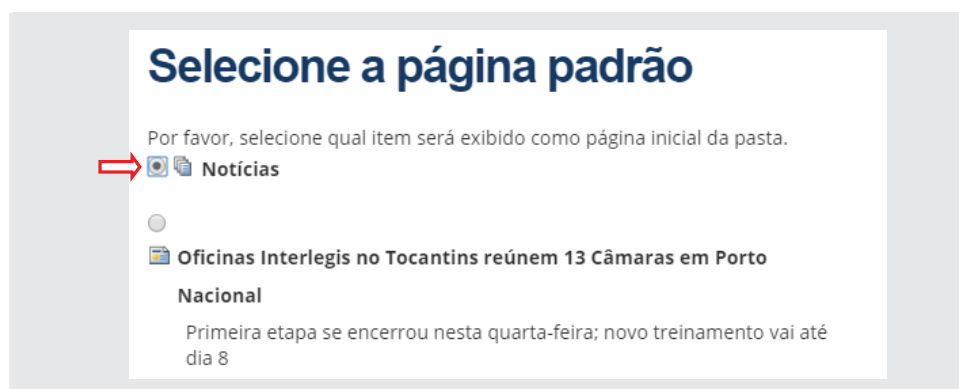 Selecione a página padrão
Por favor, selecione qual item será exibido como página inicial da pasta.
Notícias
Oficinas Interlegis no Tocantins reúnem 13 Câmaras em Porto
Nacional
Primeira etapa se encerrou nesta quarta-feira; novo treinamento vai até
dia 8